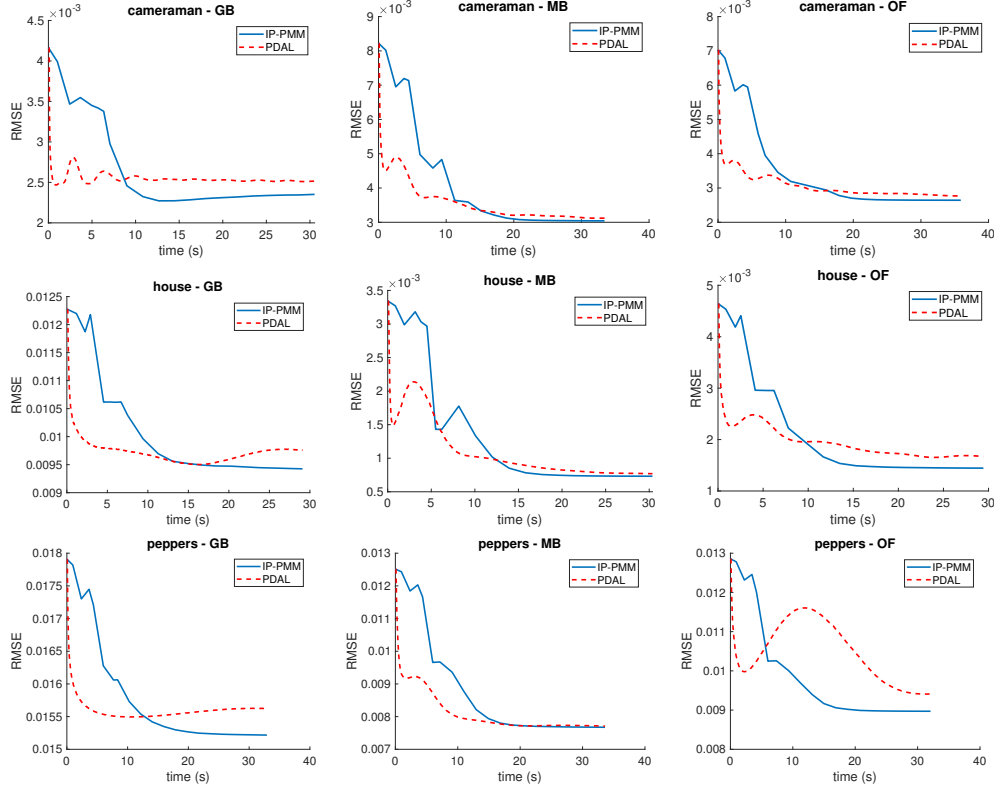 cameraman - GB
×10⁻³
4.5
4
3.5
3
2.5
2
0 5 10 15 20 25 30
RMSE
time (s)
IP-PMM
PDAL
cameraman - MB
×10⁻³
9
8
7
6
5
4
3
0 10 20 30 40
RMSE
time (s)
IP-PMM
PDAL
cameraman - OF
×10⁻³
8
7
6
5
4
3
2
0 10 20 30 40
RMSE
time (s)
IP-PMM
PDAL
house - GB
0.0125
0.012
0.0115
0.011
0.0105
0.01
0.0095
0.009
0 5 10 15 20 25 30
RMSE
time (s)
IP-PMM
PDAL
house - MB
×10⁻³
3.5
3
2.5
2
1.5
1
0.5
0 5 10 15 20 25 30
RMSE
time (s)
IP-PMM
PDAL
house - OF
×10⁻³
5
4
3
2
1
0 5 10 15 20 25 30
RMSE
time (s)
IP-PMM
PDAL
peppers - GB
0.018
0.0175
0.017
0.0165
0.016
0.0155
0.015
0 10 20 30 40
RMSE
time (s)
IP-PMM
PDAL
peppers - MB
0.013
0.012
0.011
0.01
0.009
0.008
0.007
0 10 20 30 40
RMSE
time (s)
IP-PMM
PDAL
peppers - OF
0.013
0.012
0.011
0.01
0.009
0.008
0 10 20 30 40
RMSE
time (s)
IP-PMM
PDAL